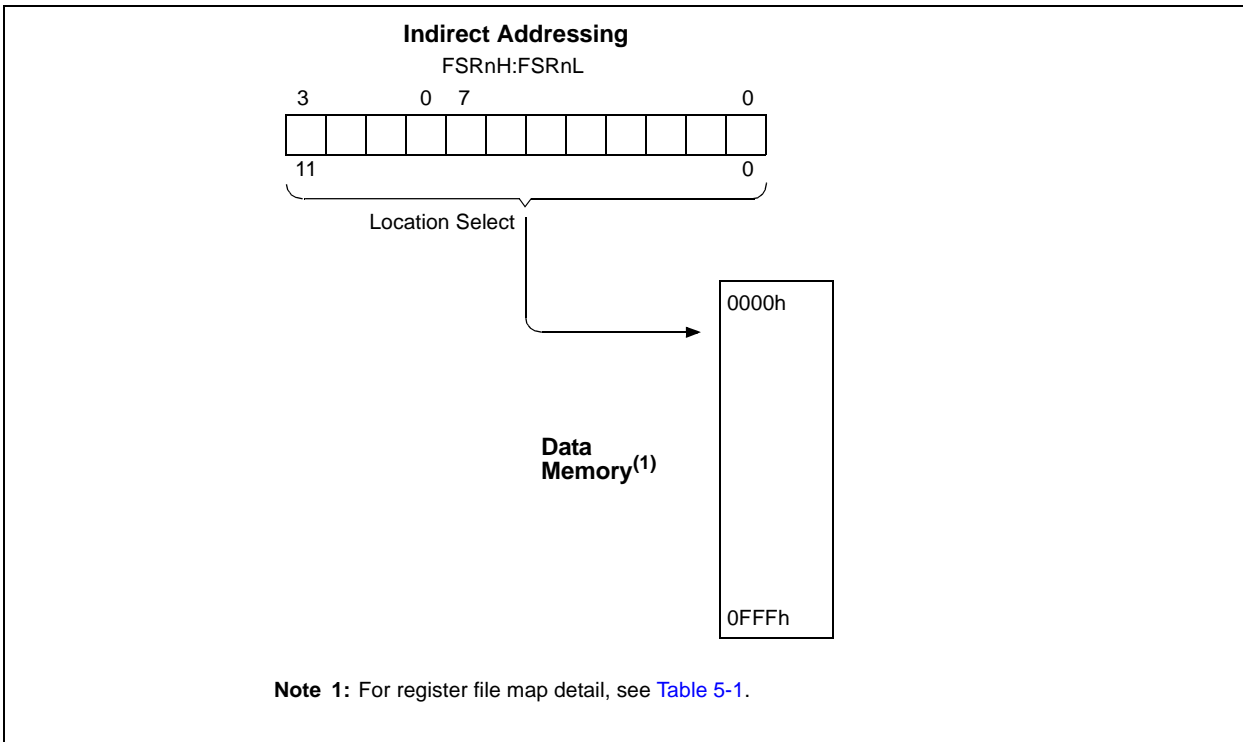 Indirect Addressing
FSRnH:FSRnL
3 0 7 0
11 0
Location Select
0000h
Data
Memory(1)
0FFFh
Note 1: For register file map detail, see Table 5-1.